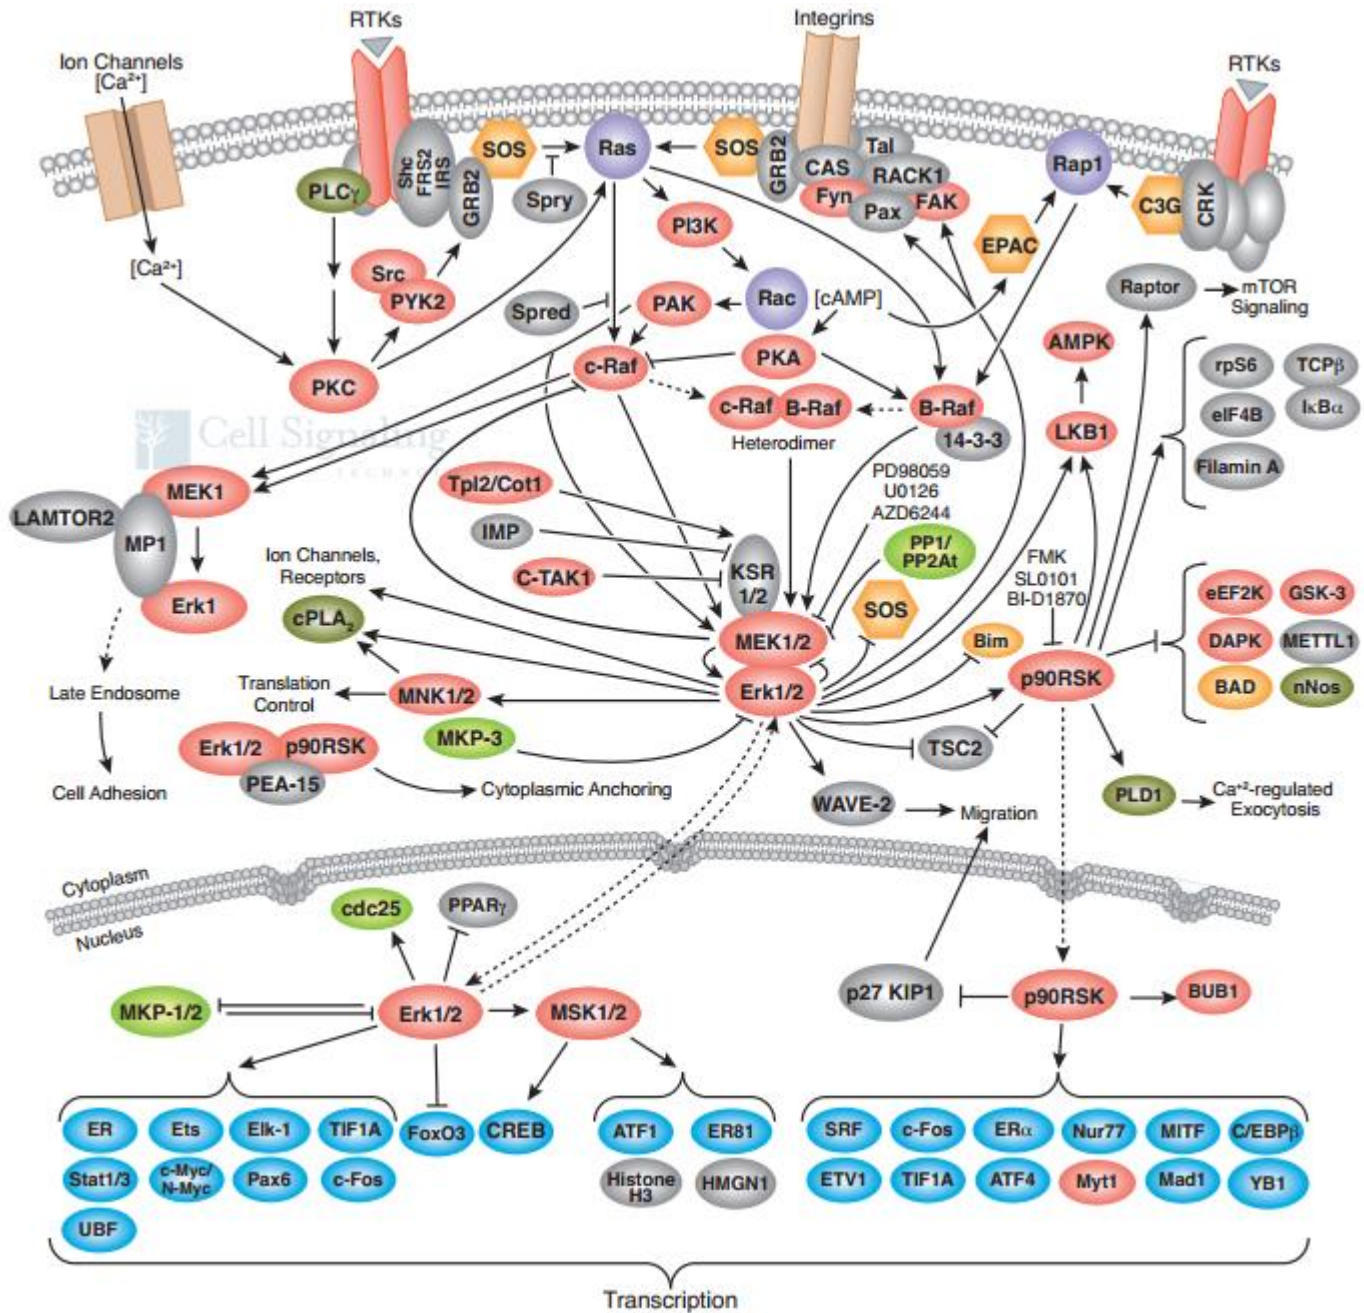 RTKs
Integrins
Ion Channels
[Ca²⁺]
RTKs
Shc
FRS2
IRS
SOS
Ras
SOS
GRB2
CAS
Tal
RACK1
Fyn
Pax
FAK
Rap1
C3G
CRK
PLCγ
GRB2
Spry
PI3K
EPAC
[Ca²⁺]
Src
PYK2
Spred
PAK
Rac
[cAMP]
Raptor
mTOR
Signaling
PKC
c-Raf
PKA
AMPK
rpS6
TCPβ
eIF4B
IκBα
Filamin A
c-Raf
B-Raf
Heterodimer
B-Raf
14-3-3
LKB1
Cell Signaling
TECHNOL
MEK1
LAMTOR2
MP1
Erk1
Tpl2/Cot1
IMP
C-TAK1
KSR
1/2
PD98059
U0126
AZD6244
PP1/
PP2At
FMK
SL0101
BI-D1870
Ion Channels,
Receptors
cPLA₂
SOS
Bim
eEF2K
GSK-3
DAPK
METTL1
BAD
nNos
MEK1/2
Erk1/2
p90RSK
Late Endosome
Translation
Control
MNK1/2
MKP-3
TSC2
Erk1/2
p90RSK
PEA-15
Cytoplasmic Anchoring
Cell Adhesion
WAVE-2
Migration
PLD1
Ca⁺²-regulated
Exocytosis
Cytoplasm
Nucleus
cdc25
PPARγ
MKP-1/2
Erk1/2
MSK1/2
p27 KIP1
p90RSK
BUB1
ER
Ets
Elk-1
TIF1A
FoxO3
CREB
ATF1
ER81
SRF
c-Fos
ERα
Nur77
MITF
C/EBPβ
Stat1/3
c-Myc/
N-Myc
Pax6
c-Fos
Histone
H3
HMGN1
ETV1
TIF1A
ATF4
Myt1
Mad1
YB1
UBF
Transcription